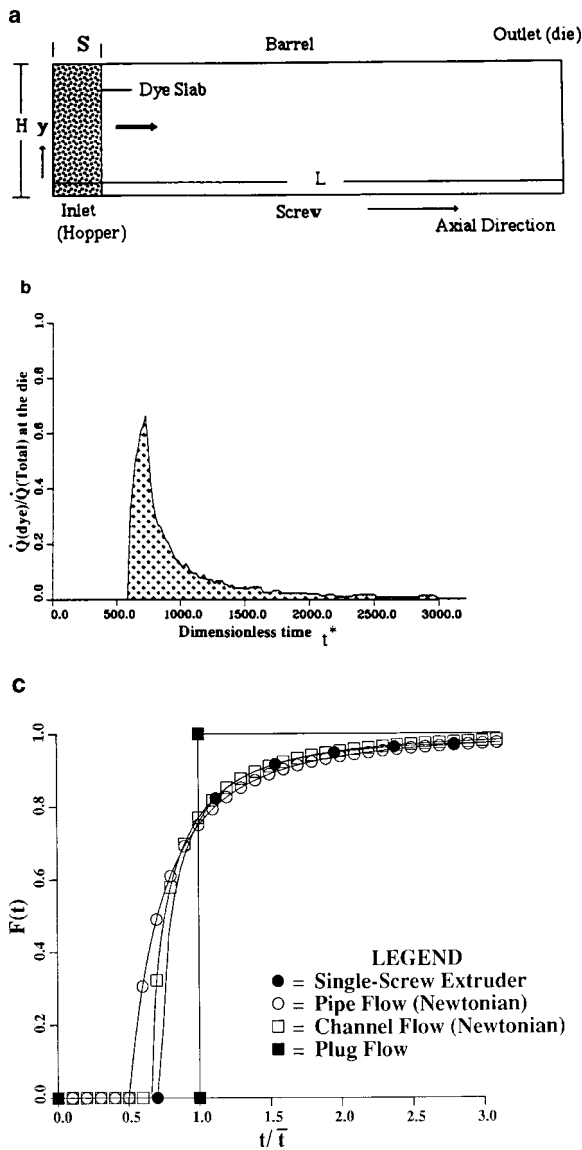 a
S
Barrel
Outlet (die)
Dye Slab
H
y
L
Inlet
(Hopper)
Screw
Axial Direction
b
Q̇(dye)/Q̇(Total) at the die
1.0
0.8
0.6
0.4
0.2
0.0
0.0 500.0 1000.0 1500.0 2000.0 2500.0 3000.0
Dimensionless time t*
c
F(t)
1.0
0.8
0.6
0.4
0.2
0.0
LEGEND
= Single-Screw Extruder
= Pipe Flow (Newtonian)
= Channel Flow (Newtonian)
= Plug Flow
0.0 0.5 1.0 1.5 2.0 2.5 3.0
t/t̅